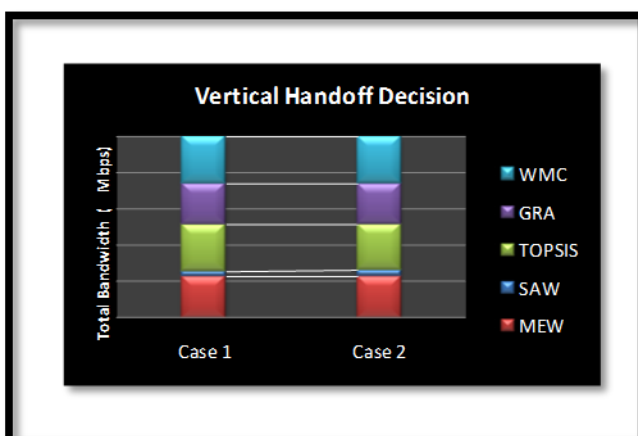 Vertical Handoff Decision
Total Bandwidth ( Mbps)
WMC
GRA
TOPSIS
SAW
MEW
Case 1
Case 2